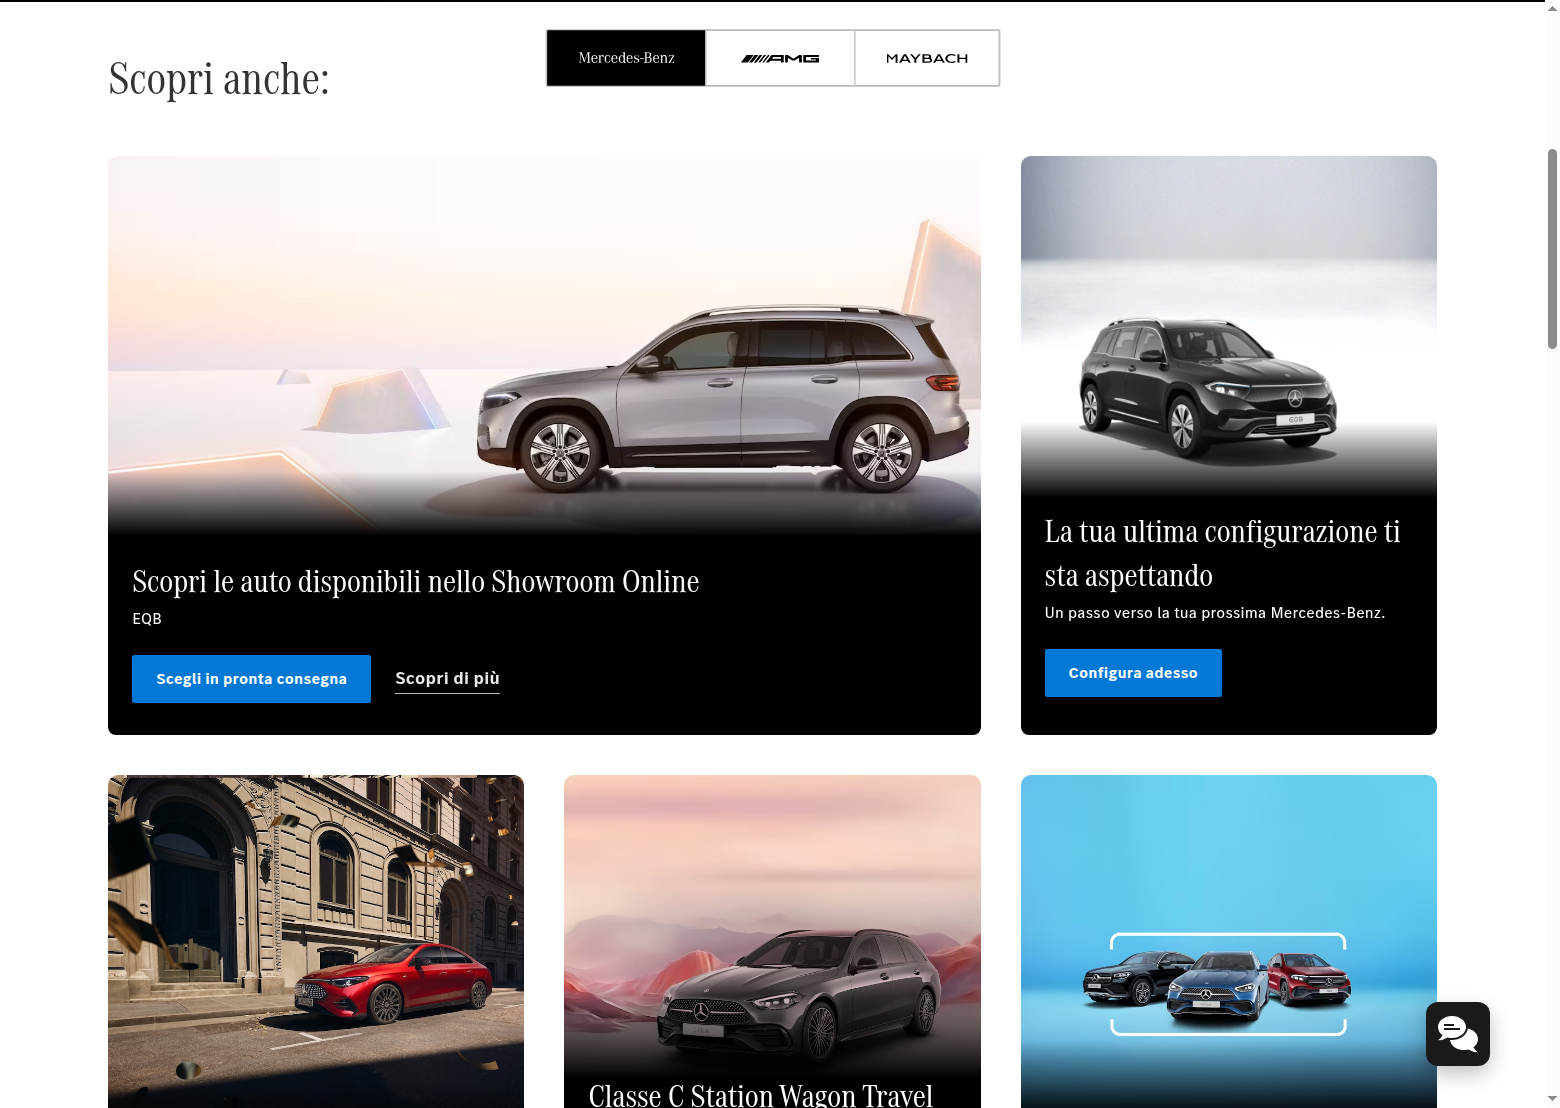 Scopri anche:
Mercedes-Benz
AMG
MAYBACH
Scopri le auto disponibili nello Showroom Online
EQB
Scegli in pronta consegna
Scopri di più
EQB
La tua ultima configurazione ti
sta aspettando
Un passo verso la tua prossima Mercedes-Benz.
Configura adesso
Classe C Station Wagon Travel